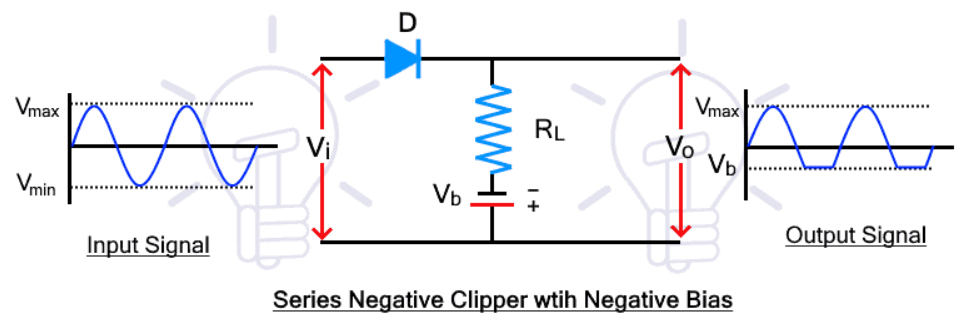 D
Vmax
Vmin
Input Signal
Vi
RL
Vb
−
+
Vo
Vmax
Vb
Output Signal
Series Negative Clipper wtih Negative Bias